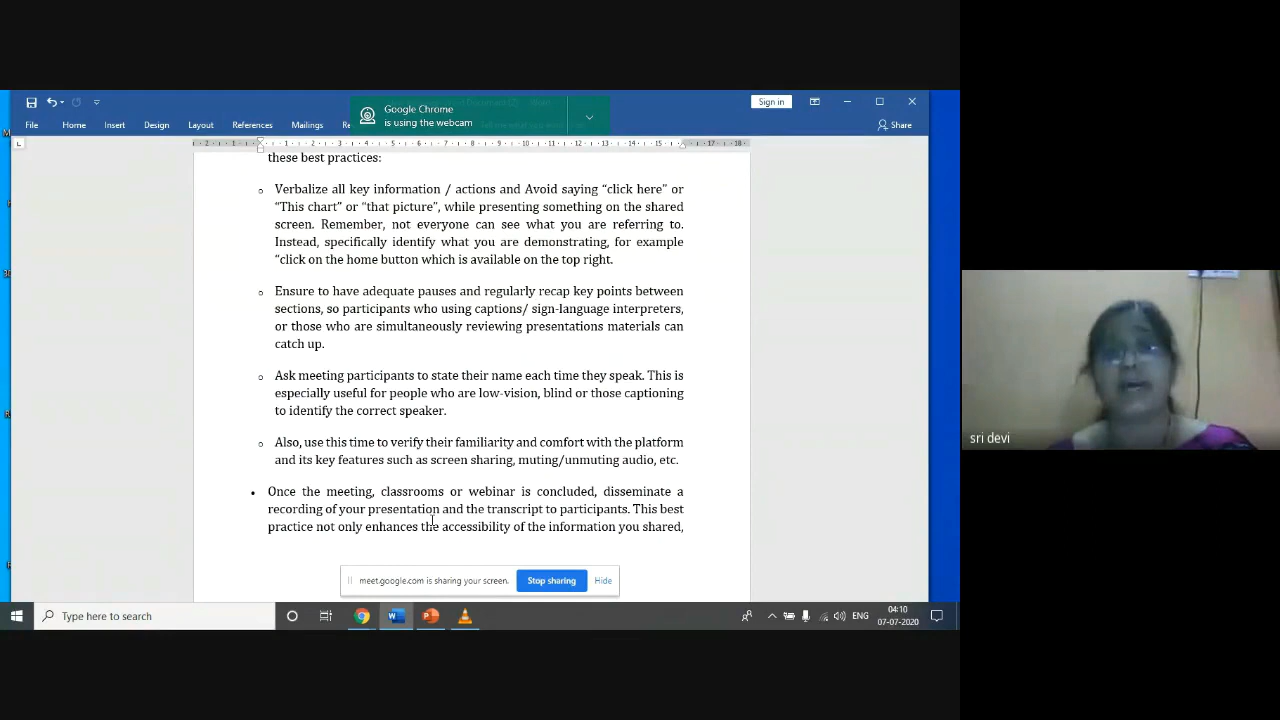 Google Chrome
is using the webcam
Sign in
File
Home
Insert
Design
Layout
References
Mailings
Share
these best practices:
o Verbalize all key information / actions and Avoid saying “click here” or
“This chart” or “that picture”, while presenting something on the shared
screen. Remember, not everyone can see what you are referring to.
Instead, specifically identify what you are demonstrating, for example
“click on the home button which is available on the top right.
o Ensure to have adequate pauses and regularly recap key points between
sections, so participants who using captions/ sign-language interpreters,
or those who are simultaneously reviewing presentations materials can
catch up.
o Ask meeting participants to state their name each time they speak. This is
especially useful for people who are low-vision, blind or those captioning
to identify the correct speaker.
o Also, use this time to verify their familiarity and comfort with the platform
and its key features such as screen sharing, muting/unmuting audio, etc.
• Once the meeting, classrooms or webinar is concluded, disseminate a
recording of your presentation and the transcript to participants. This best
practice not only enhances the accessibility of the information you shared,
meet.google.com is sharing your screen.
Stop sharing
Hide
Type here to search
ENG
04:10
07-07-2020
sri devi